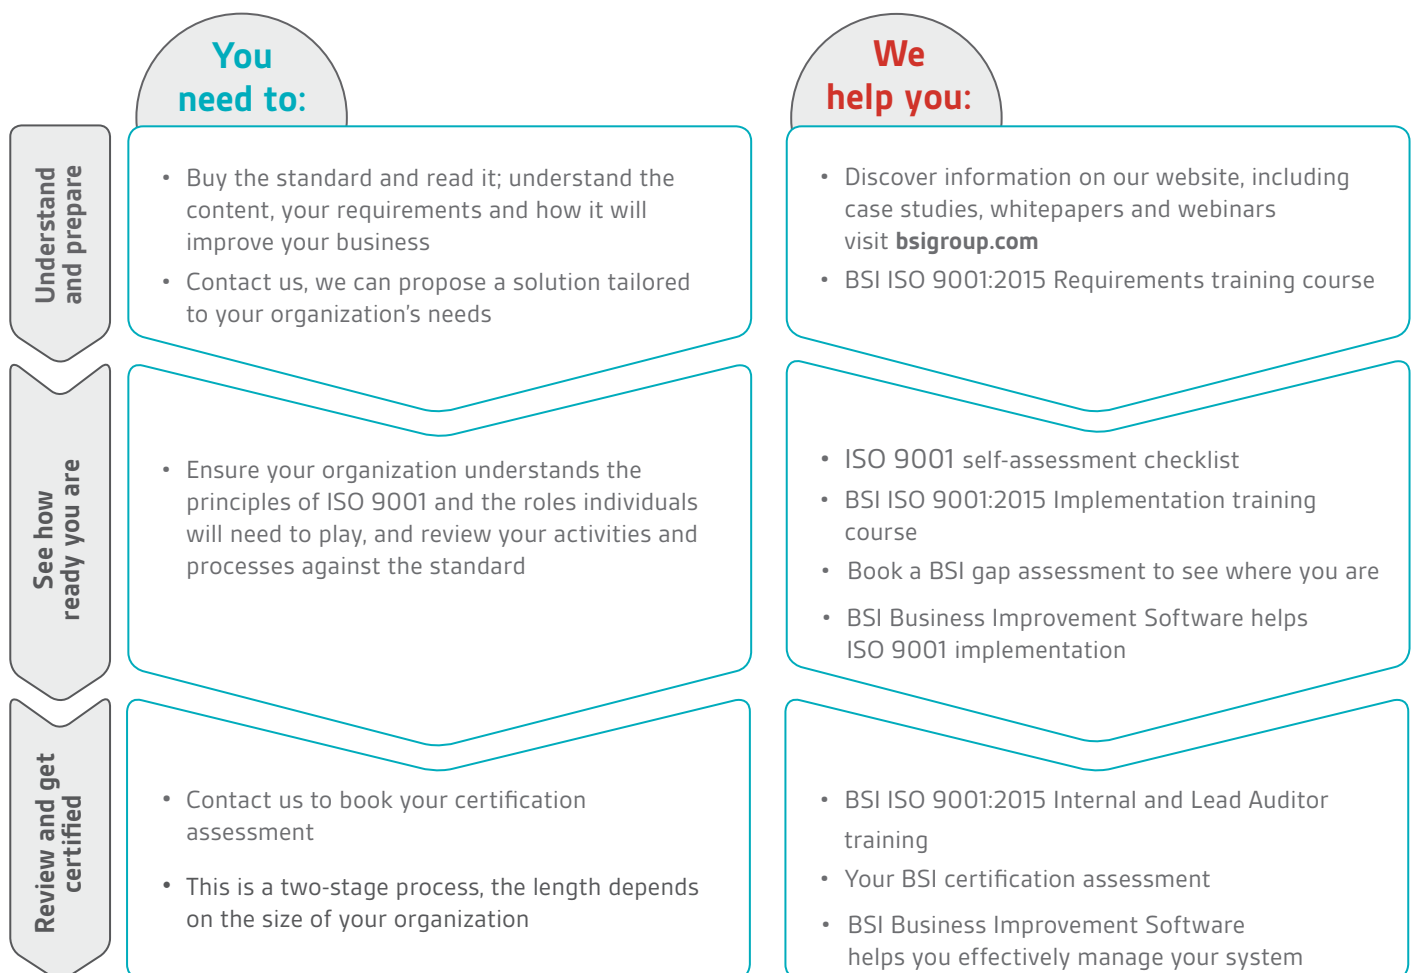 You
need to:
We
help you:
Understand
and prepare
• Buy the standard and read it; understand the
content, your requirements and how it will
improve your business
• Contact us, we can propose a solution tailored
to your organization’s needs
• Discover information on our website, including
case studies, whitepapers and webinars
visit bsigroup.com
• BSI ISO 9001:2015 Requirements training course
See how
ready you are
• Ensure your organization understands the
principles of ISO 9001 and the roles individuals
will need to play, and review your activities and
processes against the standard
• ISO 9001 self-assessment checklist
• BSI ISO 9001:2015 Implementation training
course
• Book a BSI gap assessment to see where you are
• BSI Business Improvement Software helps
ISO 9001 implementation
Review and get
certified
• Contact us to book your certification
assessment
• This is a two-stage process, the length depends
on the size of your organization
• BSI ISO 9001:2015 Internal and Lead Auditor
training
• Your BSI certification assessment
• BSI Business Improvement Software
helps you effectively manage your system